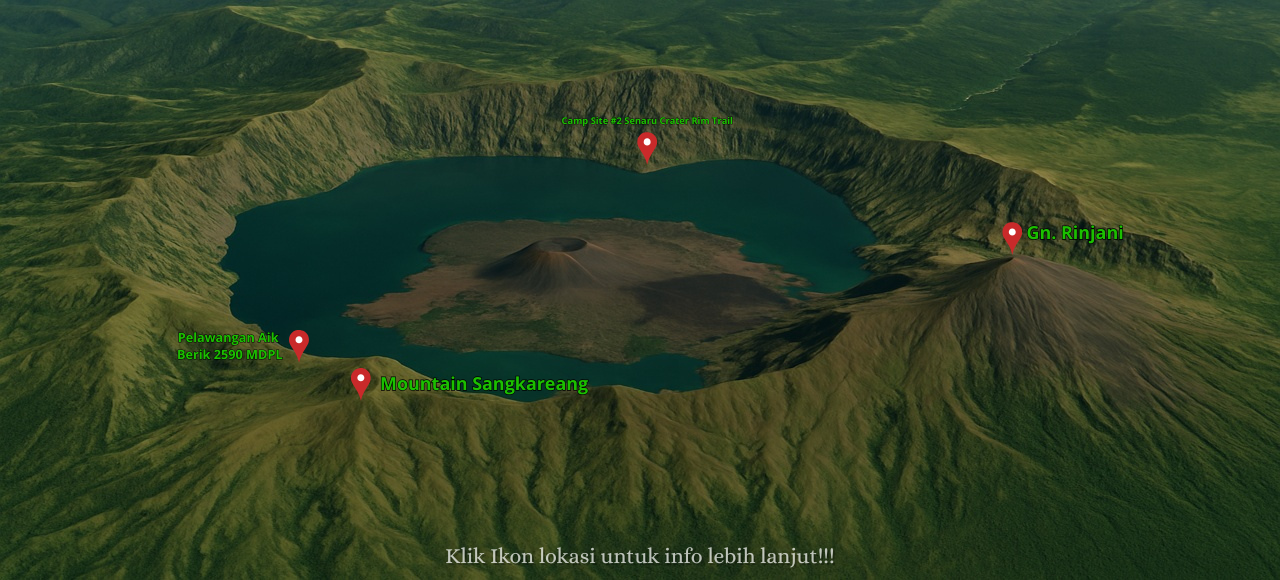 Camp Site #2 Senaru Crater Rim Trail
Gn. Rinjani
Pelawangan Aik
Berik 2590 MDPL
Mountain Sangkareang
Klik Ikon lokasi untuk info lebih lanjut!!!